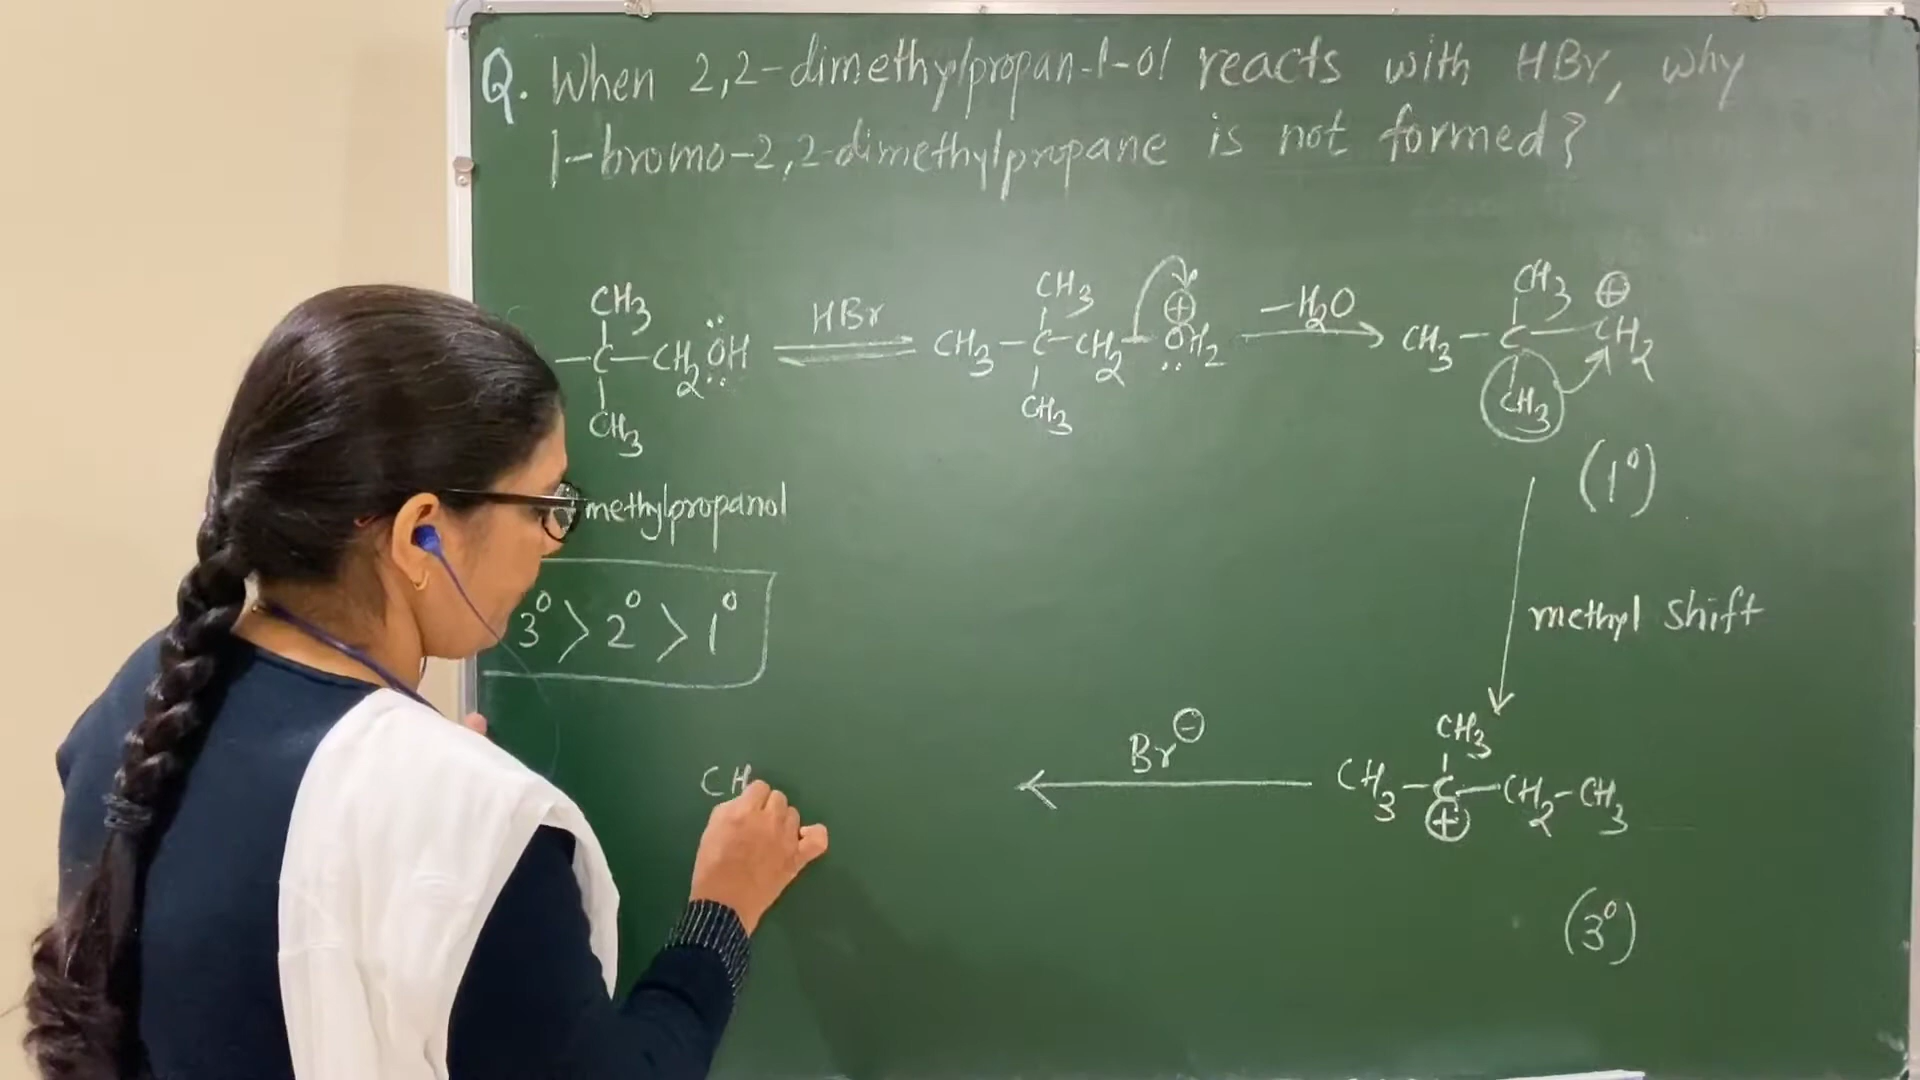 Q. When 2,2-dimethylpropan-1-ol reacts with HBr, why
1-bromo-2,2-dimethylpropane is not formed?
CH3
—C—CH2ÖH
CH3
HBr
CH3
CH3—C—CH2—OH2
⊕
CH3
—H2O
CH3 ⊕
CH3—C—CH2
CH3
(1°)
methylpropanol
3° > 2° > 1°
methyl shift
CH3
CH3—C—CH2—CH3
⊕
(3°)
Br⊖
CH